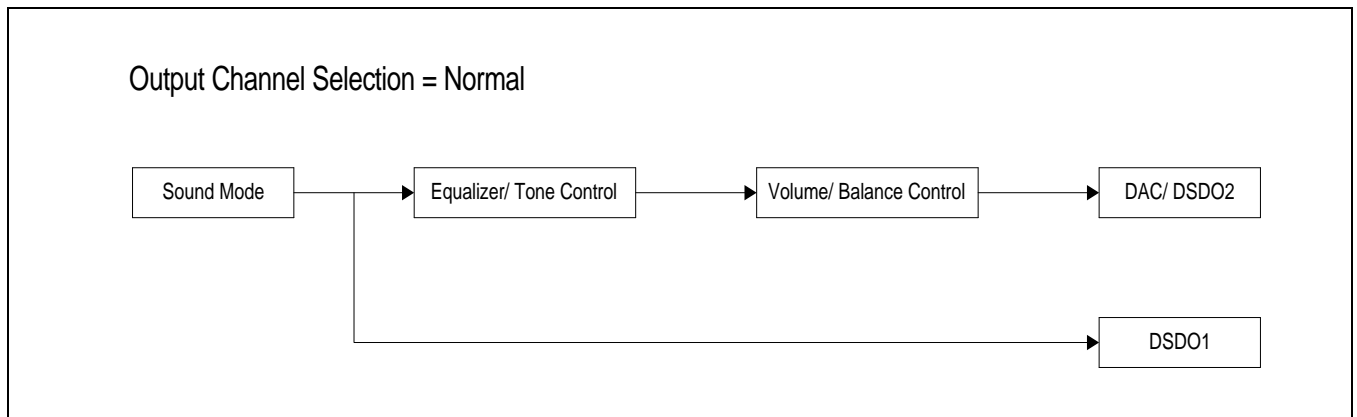 Output Channel Selection = Normal
Sound Mode
Equalizer/ Tone Control
Volume/ Balance Control
DAC/ DSDO2
DSDO1